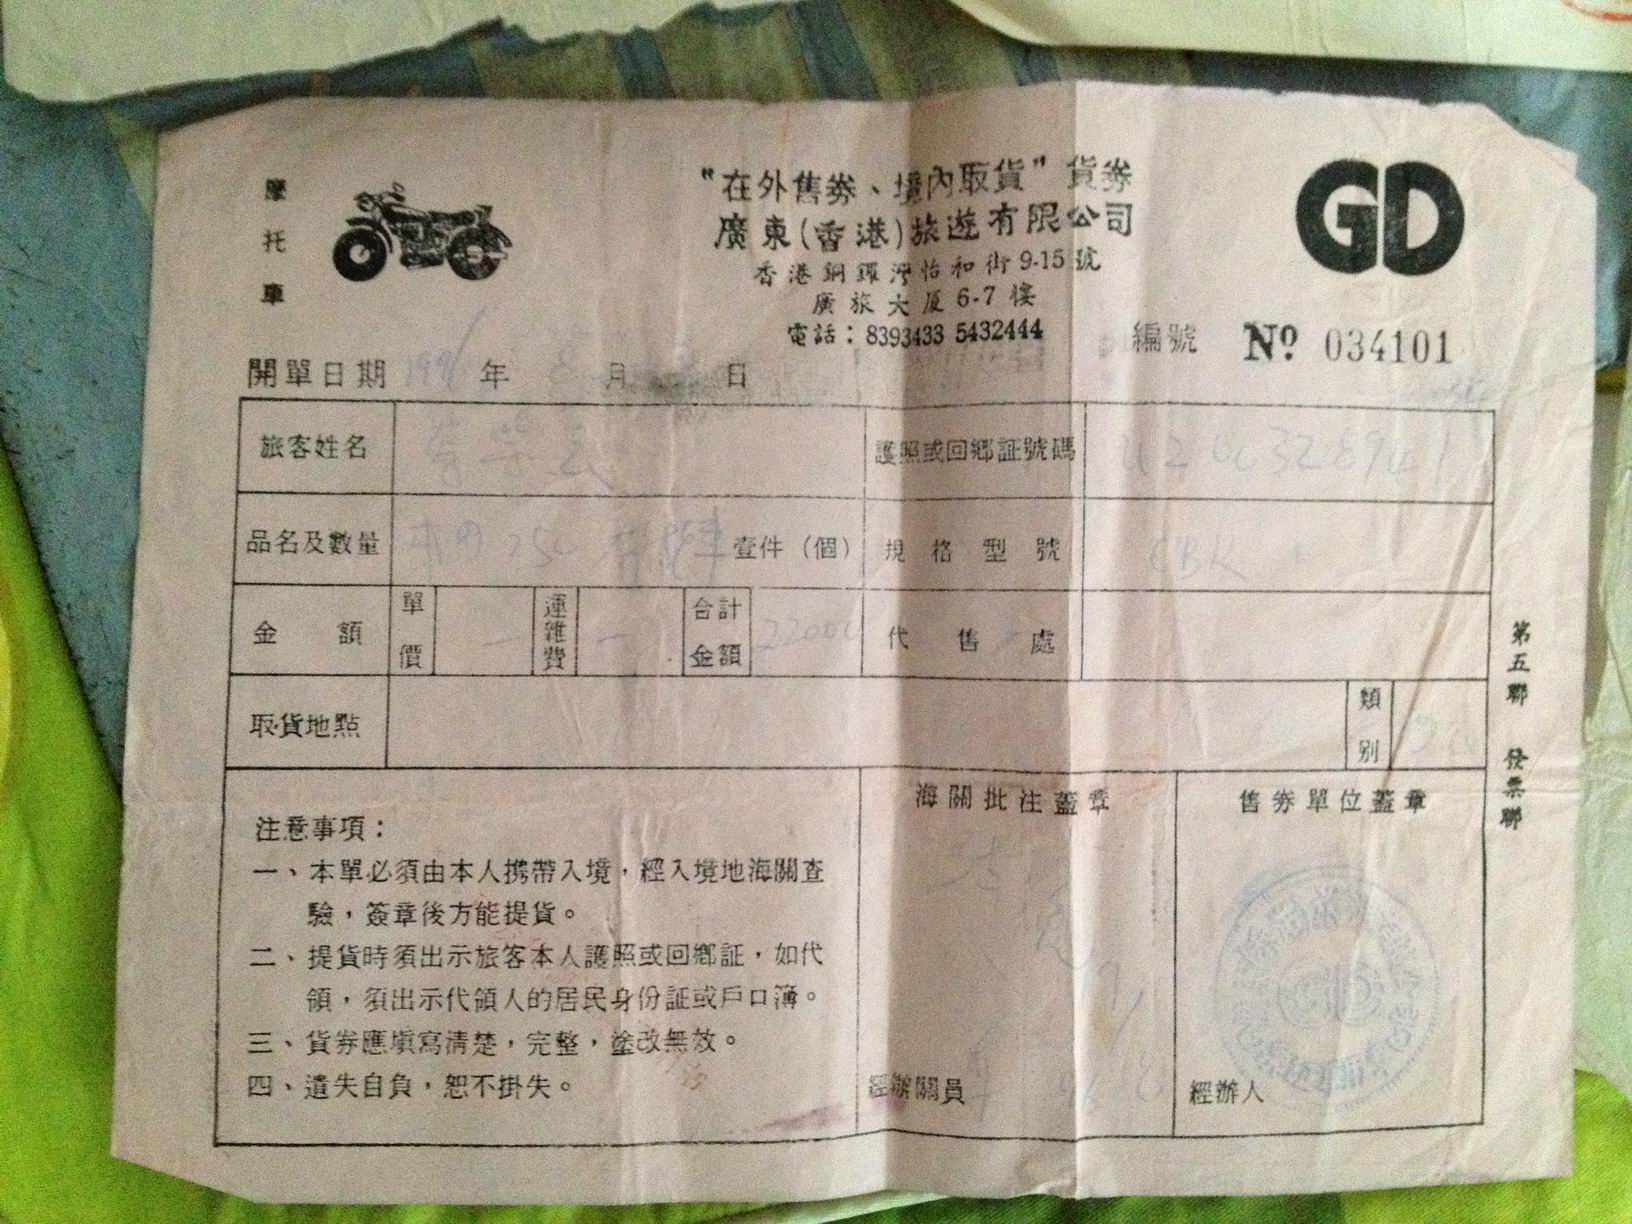 摩托車
"在外售券、境內取貨"貨券
廣東(香港)旅遊有限公司
香港銅鑼灣怡和街 9-15 號
廣旅大厦 6-7 樓
電話：8393433 5432444
GD
編號 Nº 034101
開單日期 1996 年 8 月 日
旅客姓名 護照或回鄉証號碼
品名及數量 本田 250 壹件（個） 規格型號 CBR
金額 單價 — 運雜費 — 合計金額 代售處
取貨地點 類别
第五聯 發票聯
注意事項：
一、本單必須由本人携帶入境，經入境地海關查
驗，簽章後方能提貨。
二、提貨時須出示旅客本人護照或回鄉証，如代
領，須出示代領人的居民身份証或戶口簿。
三、貨券應填寫清楚，完整，塗改無效。
四、遺失自負，恕不掛失。
海關批注蓋章
經辦關員
售券單位蓋章
經辦人